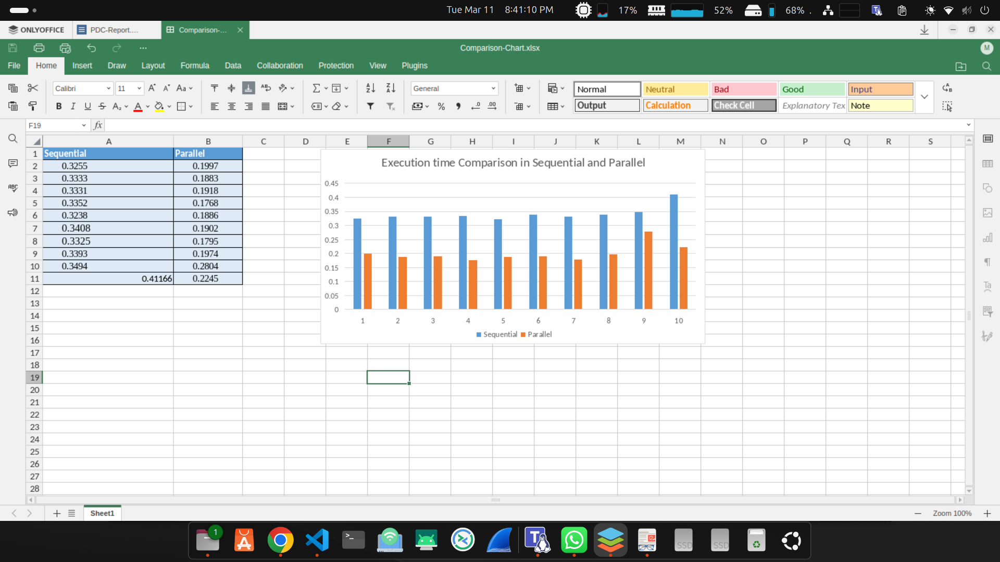 Tue Mar 11 8:41:10 PM 17% 52% 68% .
ONLYOFFICE PDC-Report.... Comparison-...
Comparison-Chart.xlsx M
File Home Insert Draw Layout Formula Data Collaboration Protection View Plugins
Calibri 11 General
Normal Neutral Bad Good Input
Output Calculation Check Cell Explanatory Tex Note
F19 fx
A B C D E F G H I J K L M N O P Q R S
1 Sequential Parallel
2 0.3255 0.1997
3 0.3333 0.1883
4 0.3331 0.1918
5 0.3352 0.1768
6 0.3238 0.1886
7 0.3408 0.1902
8 0.3325 0.1795
9 0.3393 0.1974
10 0.3494 0.2804
11 0.41166 0.2245
12
13
14
15
16
17
18
19
20
21
22
23
24
25
26
27
28
Execution time Comparison in Sequential and Parallel
0.45
0.4
0.35
0.3
0.25
0.2
0.15
0.1
0.05
0
1 2 3 4 5 6 7 8 9 10
Sequential Parallel
Sheet1 Zoom 100%
1
SSD SSD